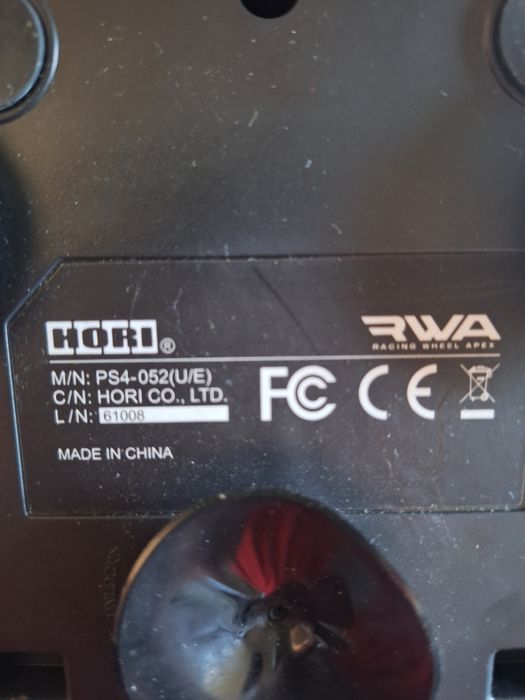 HORI®
RWA
RACING WHEEL APEX
M/N: PS4-052(U/E)
C/N: HORI CO., LTD.
L/N: 61008
FC CE
MADE IN CHINA